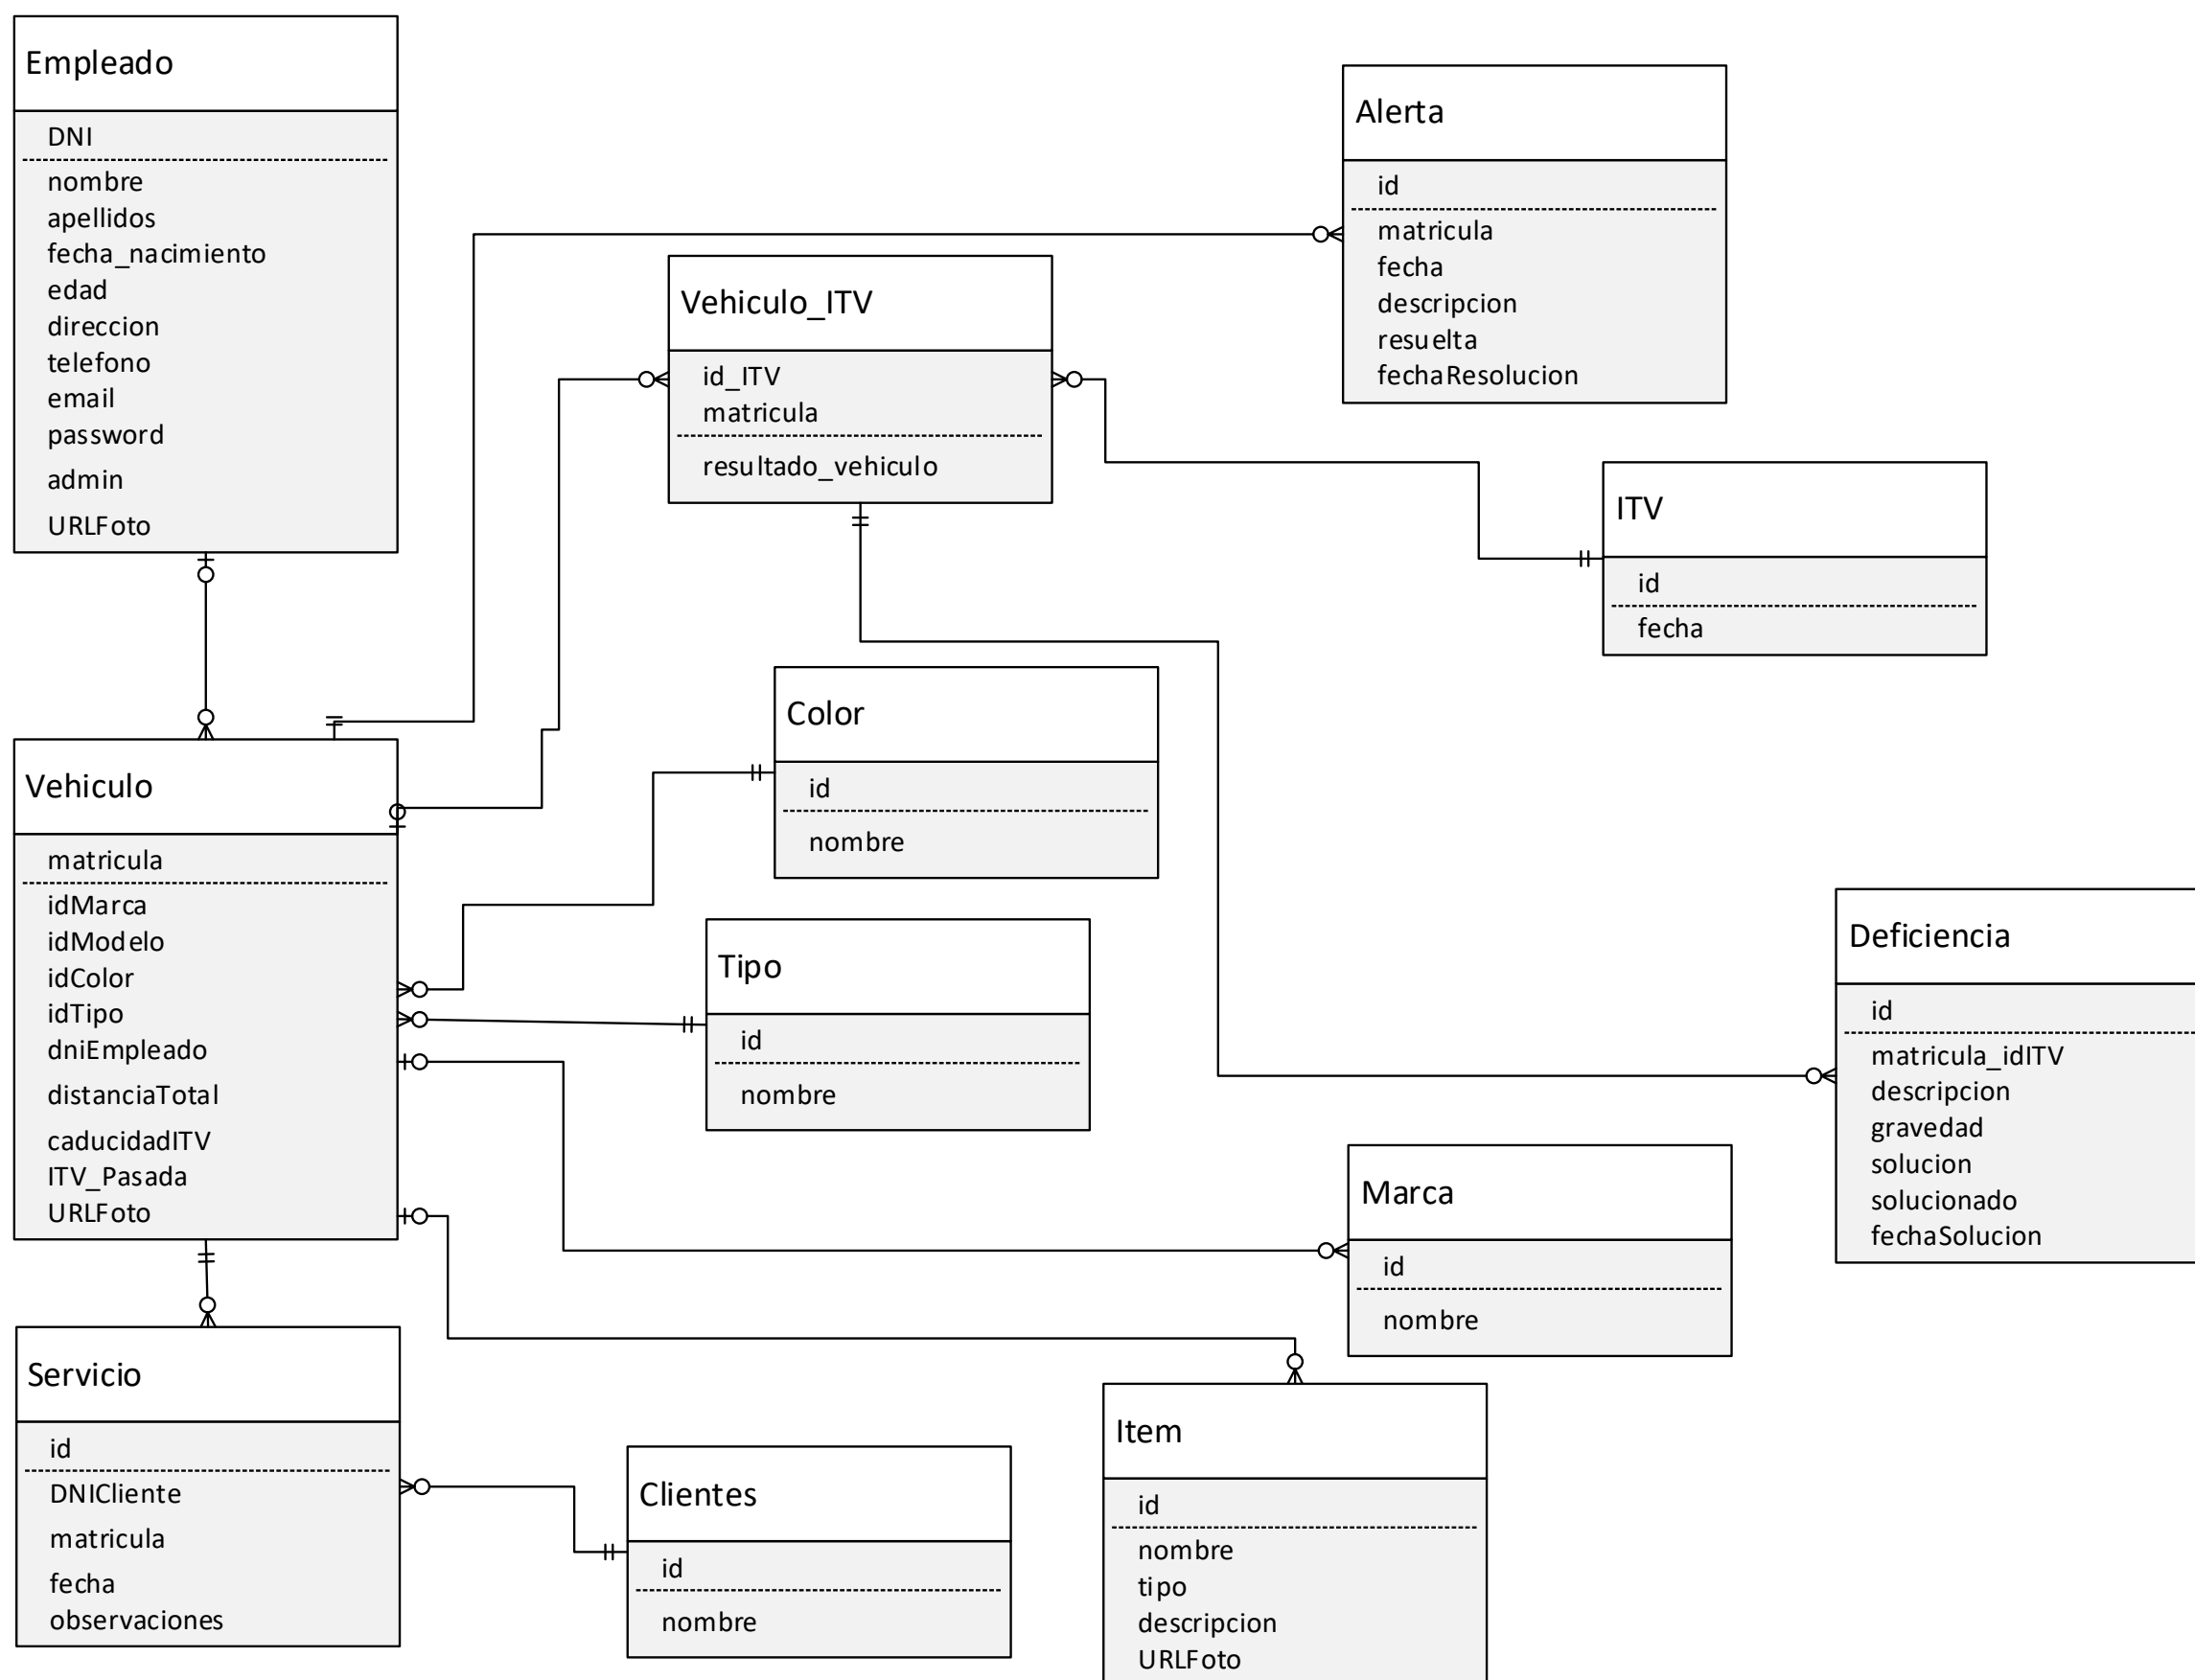 Empleado
DNI
nombre
apellidos
fecha_nacimiento
edad
direccion
telefono
email
password
admin
URLFoto
Alerta
id
matricula
fecha
descripcion
resuelta
fechaResolucion
Vehiculo_ITV
id_ITV
matricula
resultado_vehiculo
ITV
id
fecha
Color
id
nombre
Vehiculo
matricula
idMarca
idModelo
idColor
idTipo
dniEmpleado
distanciaTotal
caducidadITV
ITV_Pasada
URLFoto
Tipo
id
nombre
Deficiencia
id
matricula_idITV
descripcion
gravedad
solucion
solucionado
fechaSolucion
Marca
id
nombre
Servicio
id
DNICliente
matricula
fecha
observaciones
Clientes
id
nombre
Item
id
nombre
tipo
descripcion
URLFoto